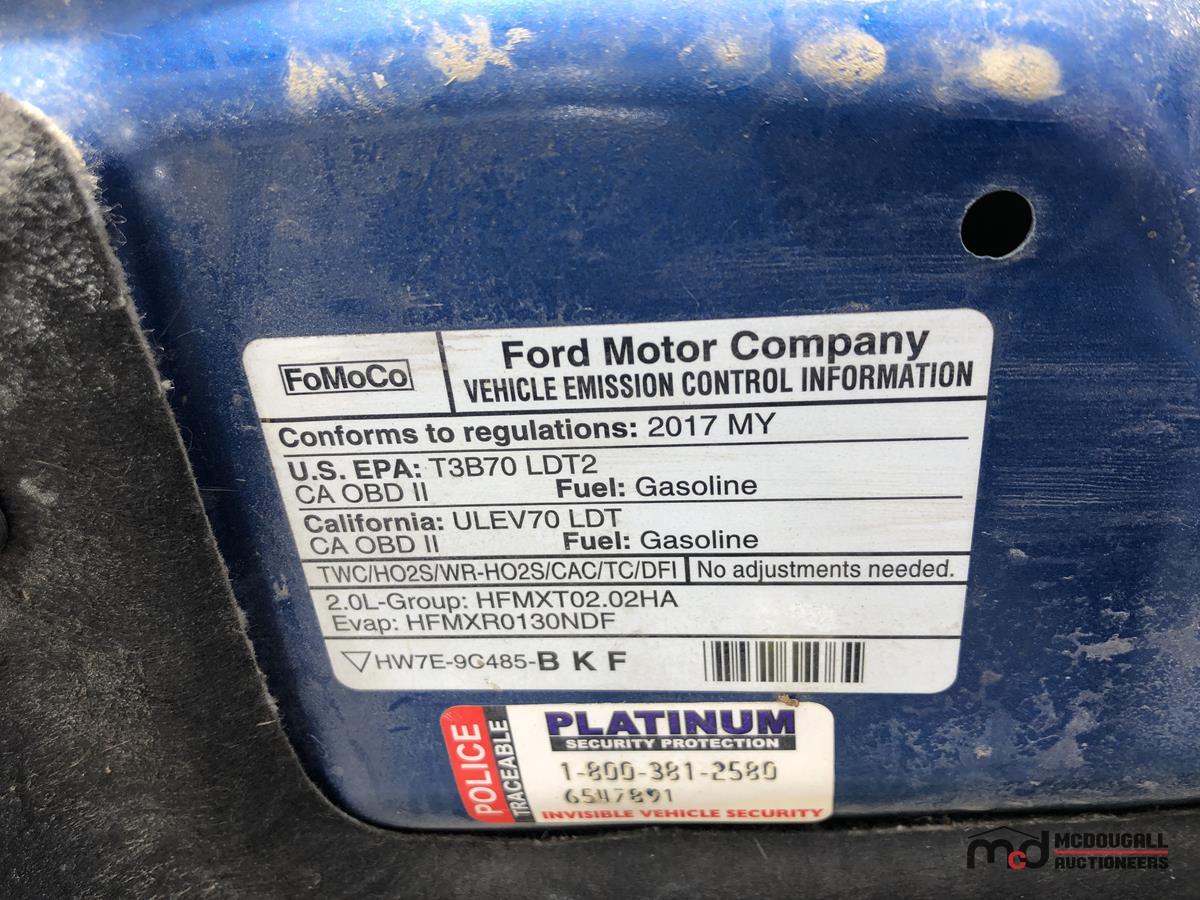 FoMoCo
Ford Motor Company
VEHICLE EMISSION CONTROL INFORMATION
Conforms to regulations: 2017 MY
U.S. EPA: T3B70 LDT2
CA OBD II Fuel: Gasoline
California: ULEV70 LDT
CA OBD II Fuel: Gasoline
TWC/HO2S/WR-HO2S/CAC/TC/DFI No adjustments needed.
2.0L-Group: HFMXT02.02HA
Evap: HFMXR0130NDF
HW7E-9C485-B K F
POLICE
TRACEABLE
PLATINUM
SECURITY PROTECTION
1-800-381-2580
6547891
INVISIBLE VEHICLE SECURITY
mcd MCDOUGALL
AUCTIONEERS